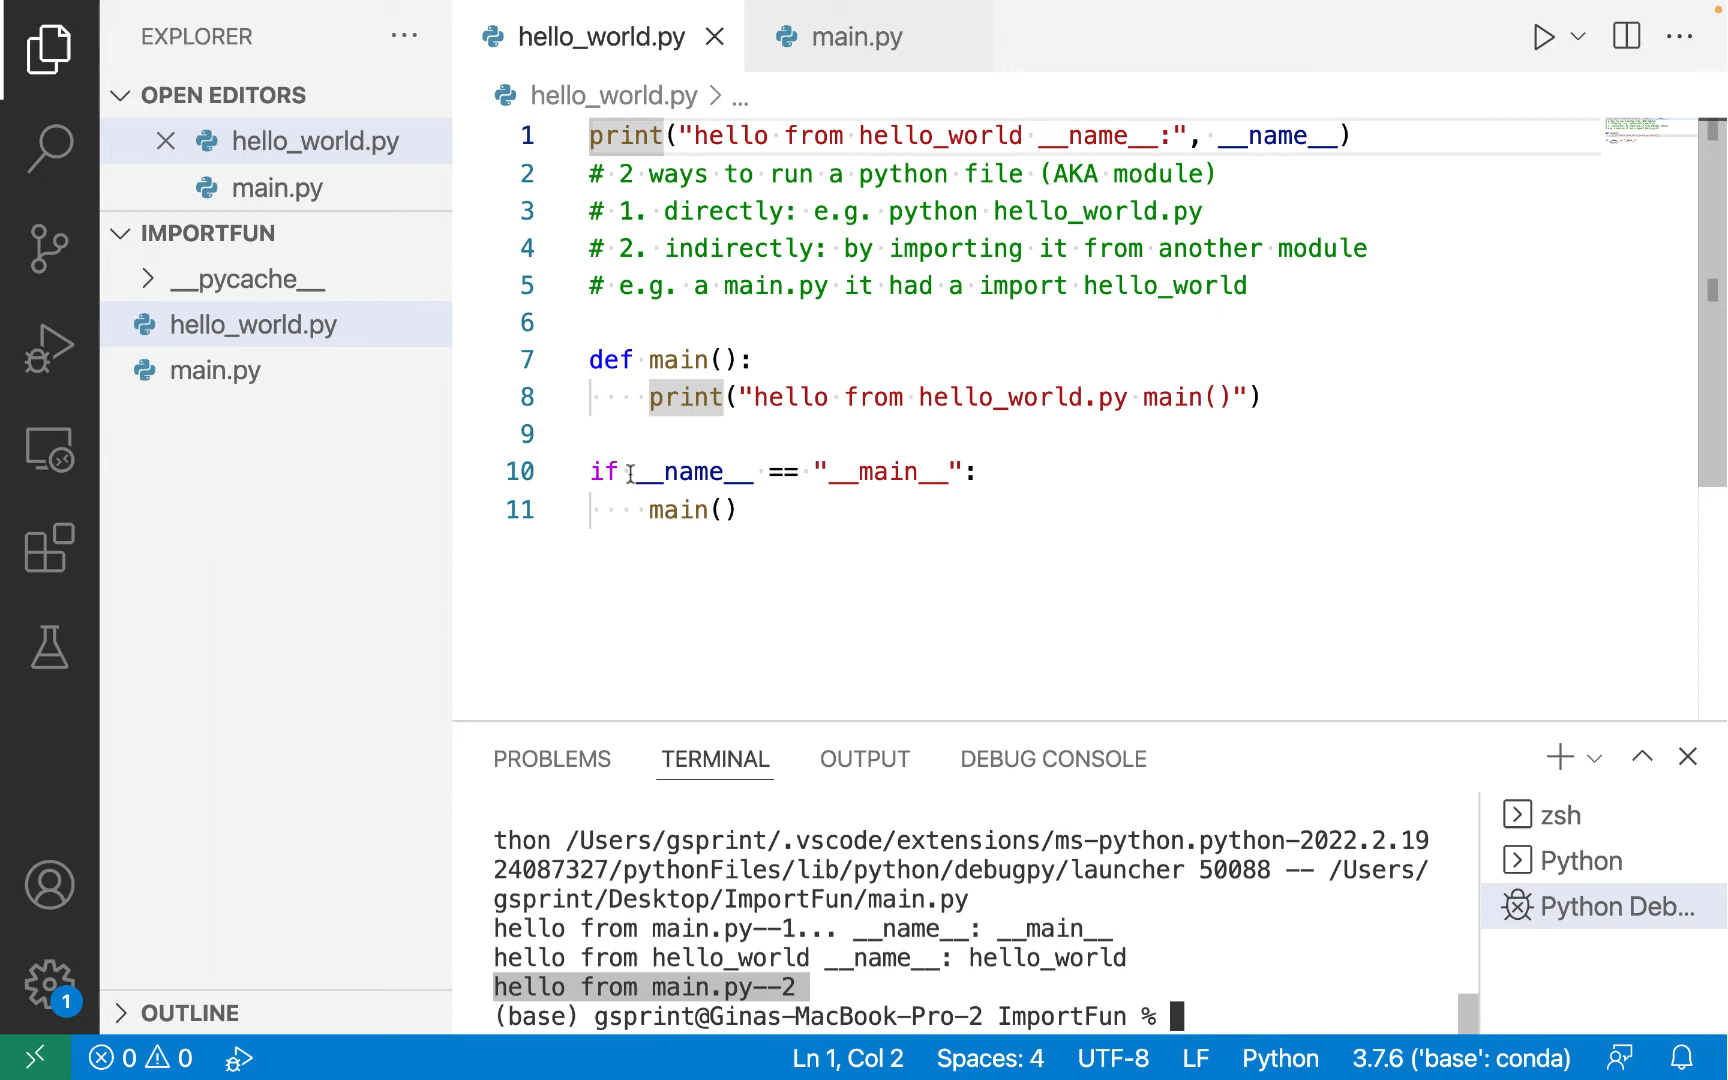 EXPLORER
OPEN EDITORS
hello_world.py
main.py
IMPORTFUN
__pycache__
hello_world.py
main.py
OUTLINE
1
hello_world.py
main.py
hello_world.py > ...
1 print("hello from hello_world __name__:", __name__)
2 # 2 ways to run a python file (AKA module)
3 # 1. directly: e.g. python hello_world.py
4 # 2. indirectly: by importing it from another module
5 # e.g. a main.py it had a import hello_world
6
7 def main():
8 print("hello from hello_world.py main()")
9
10 if __name__ == "__main__":
11 main()
PROBLEMS TERMINAL OUTPUT DEBUG CONSOLE
thon /Users/gsprint/.vscode/extensions/ms-python.python-2022.2.19
24087327/pythonFiles/lib/python/debugpy/launcher 50088 -- /Users/
gsprint/Desktop/ImportFun/main.py
hello from main.py--1... __name__: __main__
hello from hello_world __name__: hello_world
hello from main.py--2
(base) gsprint@Ginas-MacBook-Pro-2 ImportFun %
zsh
Python
Python Deb...
0 0 Ln 1, Col 2 Spaces: 4 UTF-8 LF Python 3.7.6 ('base': conda)